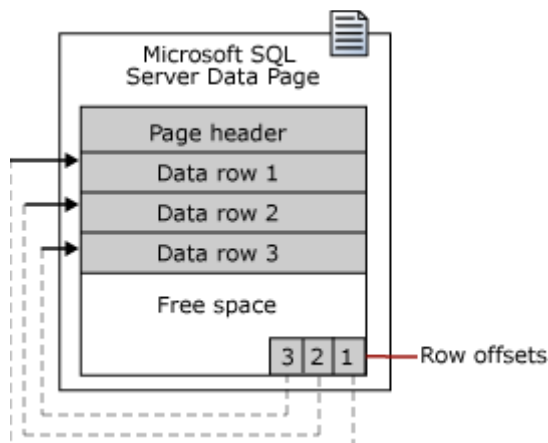 Microsoft SQL
Server Data Page
Page header
Data row 1
Data row 2
Data row 3
Free space
3 2 1
Row offsets